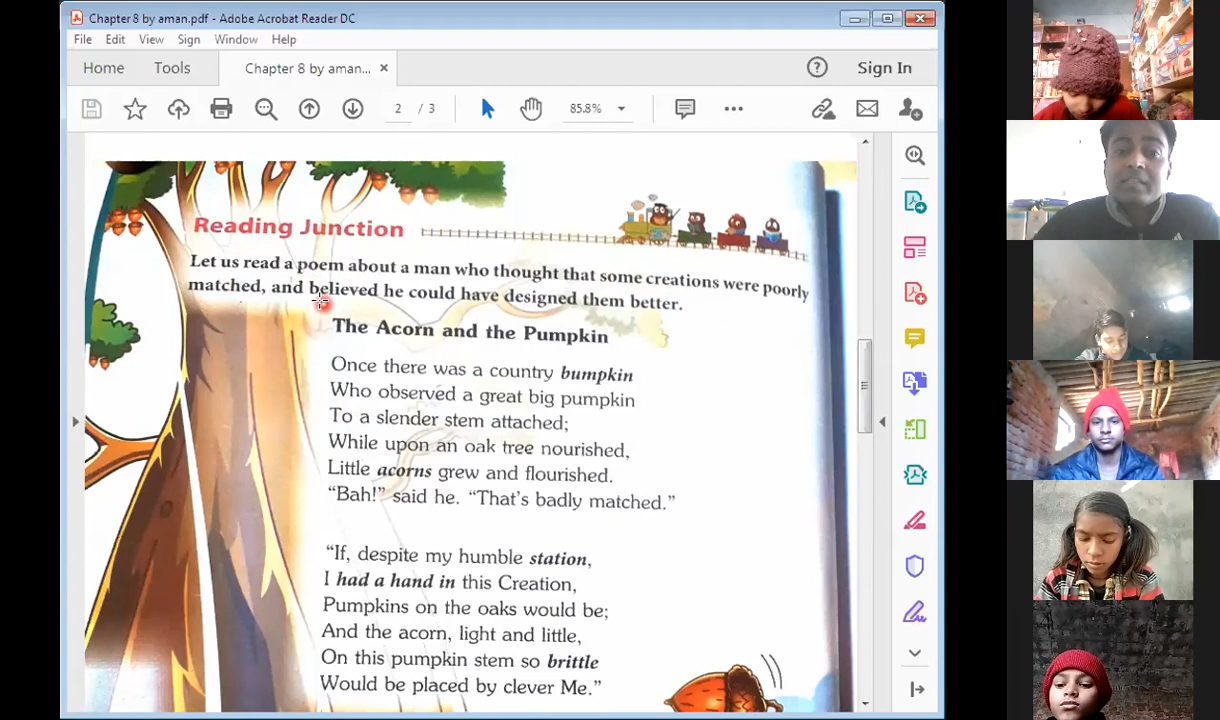 Chapter 8 by aman.pdf - Adobe Acrobat Reader DC
File Edit View Sign Window Help
Home Tools Chapter 8 by aman... Sign In
2 / 3 85.8%
Reading Junction
Let us read a poem about a man who thought that some creations were poorly
matched, and believed he could have designed them better.
The Acorn and the Pumpkin
Once there was a country bumpkin
Who observed a great big pumpkin
To a slender stem attached;
While upon an oak tree nourished,
Little acorns grew and flourished.
“Bah!” said he. “That’s badly matched.”
“If, despite my humble station,
I had a hand in this Creation,
Pumpkins on the oaks would be;
And the acorn, light and little,
On this pumpkin stem so brittle
Would be placed by clever Me.”